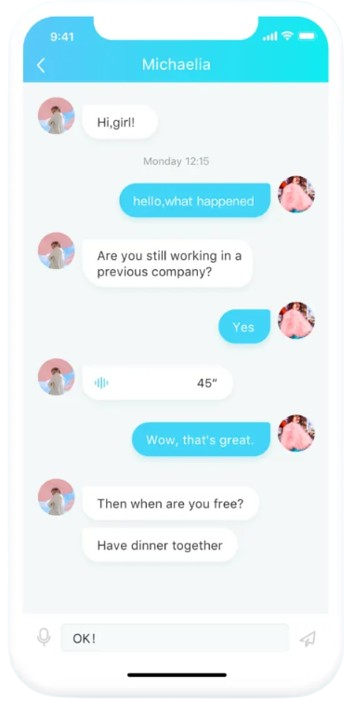 9:41
Michaelia
Hi,girl!
Monday 12:15
hello,what happened
Are you still working in a
previous company?
Yes
45"
Wow, that's great.
Then when are you free?
Have dinner together
OK!